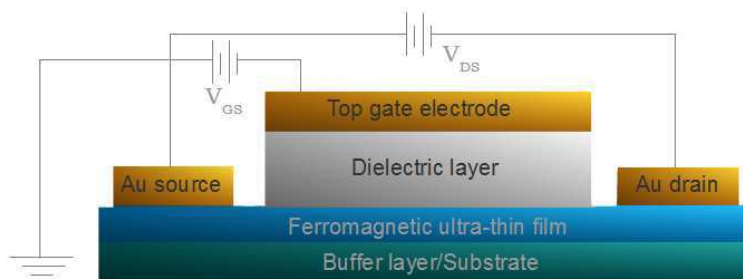 V_DS
V_GS
Top gate electrode
Dielectric layer
Au source
Au drain
Ferromagnetic ultra-thin film
Buffer layer/Substrate